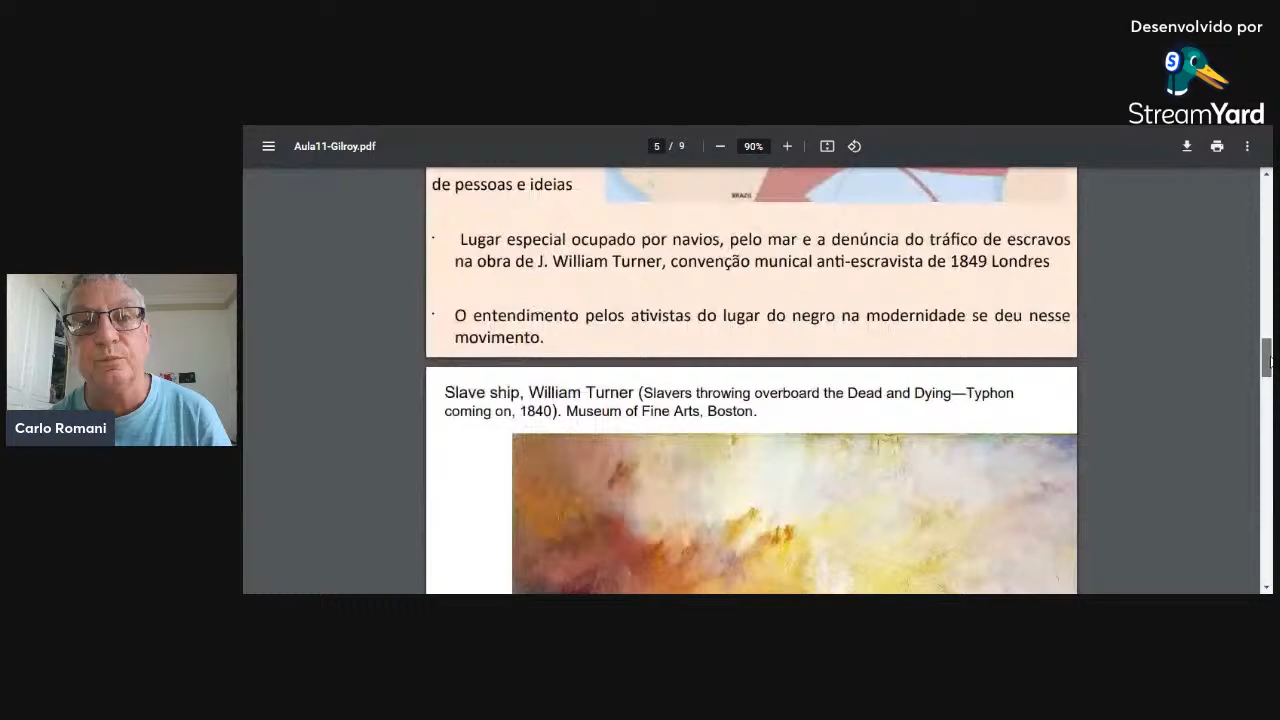 Desenvolvido por
S
StreamYard
Aula11-Gilroy.pdf
5 / 9
90%
de pessoas e ideias
BRAZIL
· Lugar especial ocupado por navios, pelo mar e a denúncia do tráfico de escravos
na obra de J. William Turner, convenção munical anti-escravista de 1849 Londres
· O entendimento pelos ativistas do lugar do negro na modernidade se deu nesse
movimento.
Slave ship, William Turner (Slavers throwing overboard the Dead and Dying—Typhon
coming on, 1840). Museum of Fine Arts, Boston.
Carlo Romani